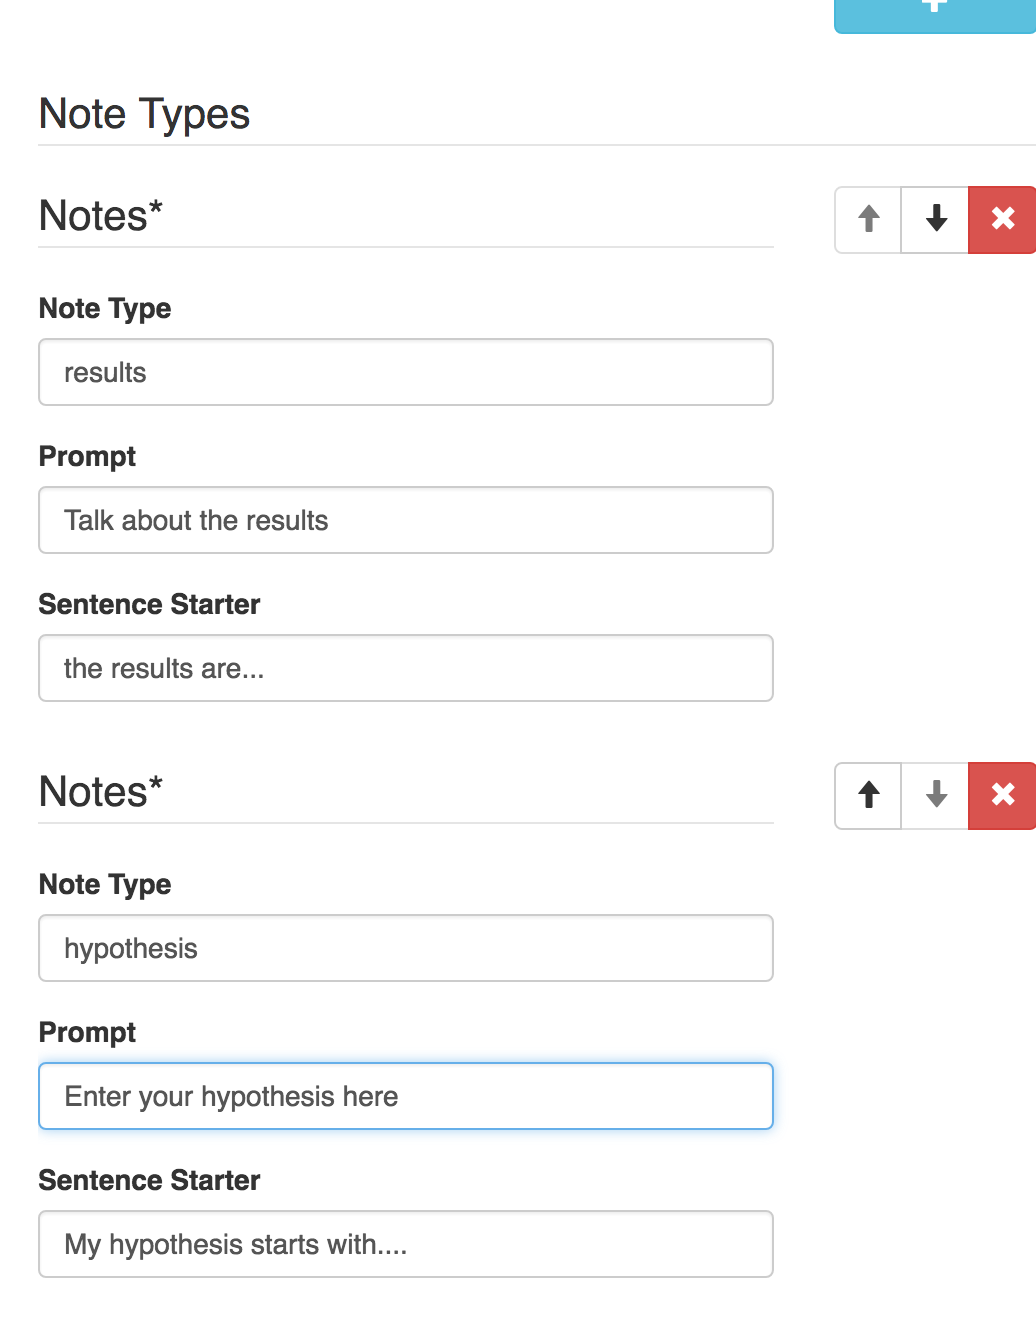 Note Types
Notes*
Note Type
results
Prompt
Talk about the results
Sentence Starter
the results are...
Notes*
Note Type
hypothesis
Prompt
Enter your hypothesis here
Sentence Starter
My hypothesis starts with....